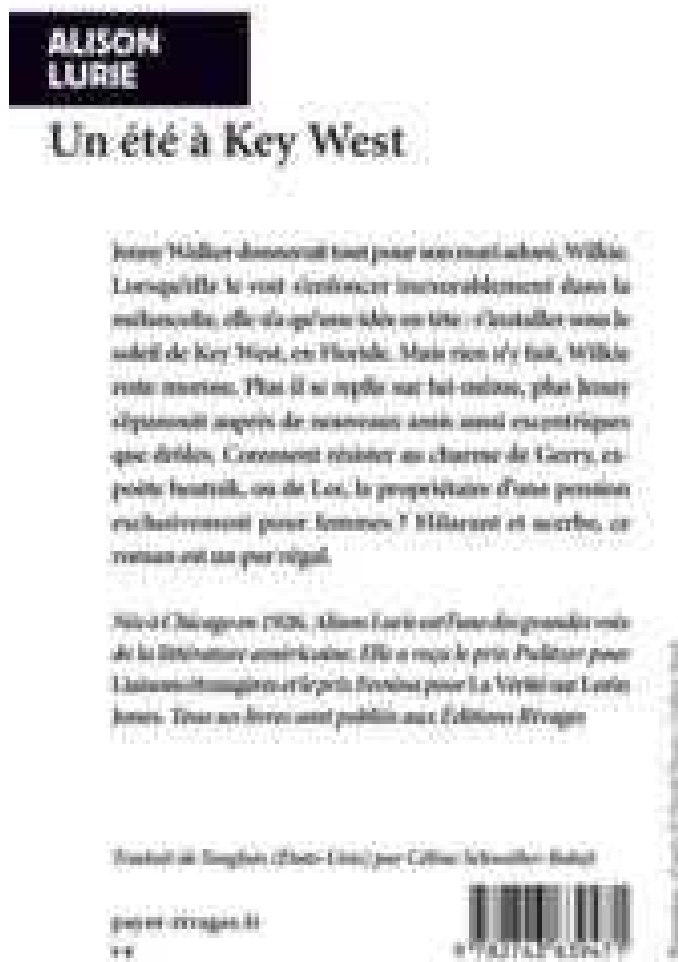 ALISON
LURIE
Un été à Key West
Jenny Walker donnerait tout pour son mari adoré, Wilkie.
Lorsqu'elle le voit s'enfoncer inexorablement dans la
mélancolie, elle n'a qu'une idée en tête : s'installer sous le
soleil de Key West, en Floride. Mais rien n'y fait, Wilkie
reste morose. Plus il se replie sur lui-même, plus Jenny
s'épanouit auprès de nouveaux amis aussi excentriques
que drôles. Comment résister au charme de Gerry, ex-
poète beatnik, ou de Lee, la propriétaire d'une pension
exclusivement pour femmes ? Hilarant et acerbe, ce
roman est un pur régal.
Née à Chicago en 1926, Alison Lurie est l'une des grandes voix
de la littérature américaine. Elle a reçu le prix Pulitzer pour
Liaisons étrangères et le prix Femina pour La Vérité sur Lorin
Jones. Tous ses livres sont publiés aux Éditions Rivages
Traduit de l'anglais (États-Unis) par Céline
payot-rivages.fr